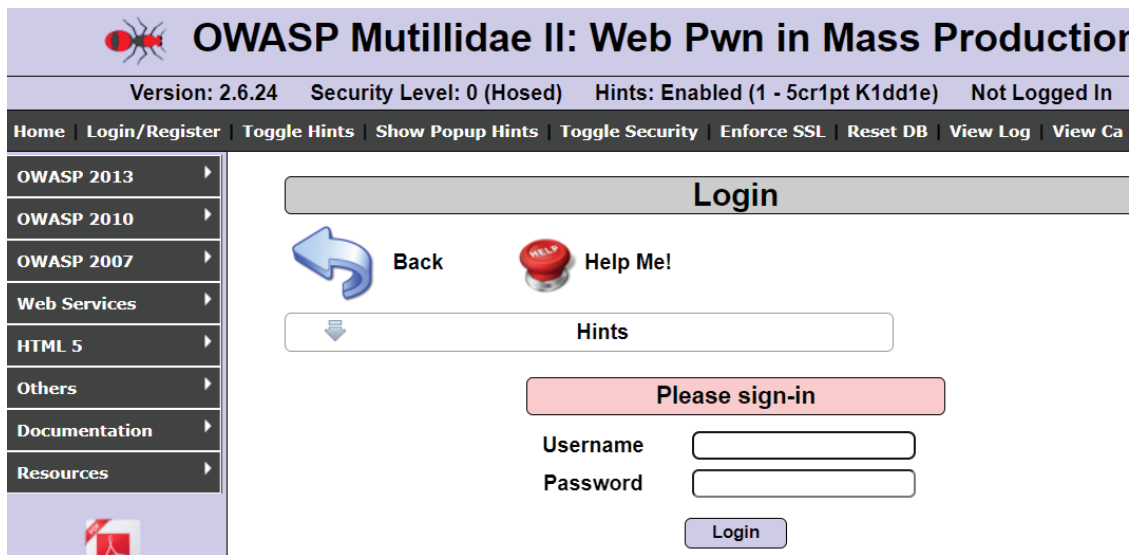 OWASP Mutillidae II: Web Pwn in Mass Production
Version: 2.6.24 Security Level: 0 (Hosed) Hints: Enabled (1 - 5cr1pt K1dd1e) Not Logged In
Home Login/Register Toggle Hints Show Popup Hints Toggle Security Enforce SSL Reset DB View Log View Ca
OWASP 2013
OWASP 2010
OWASP 2007
Web Services
HTML 5
Others
Documentation
Resources
Login
Back
HELP
Help Me!
Hints
Please sign-in
Username
Password
Login
PDF